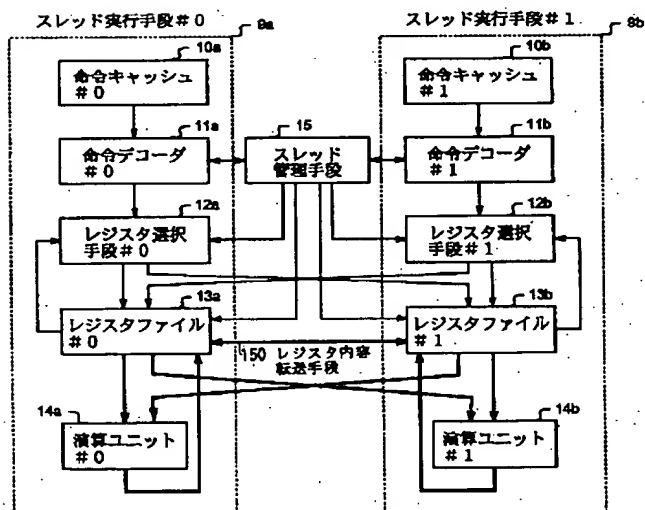 スレッド実行手段#0
9a
スレッド実行手段#1
9b
10a
命令キャッシュ
#0
10b
命令キャッシュ
#1
11a
命令デコーダ
#0
15
スレッド
管理手段
11b
命令デコーダ
#1
12a
レジスタ選択
手段#0
12b
レジスタ選択
手段#1
13a
レジスタファイル
#0
13b
レジスタファイル
#1
150 レジスタ内容
転送手段
14a
演算ユニット
#0
14b
演算ユニット
#1